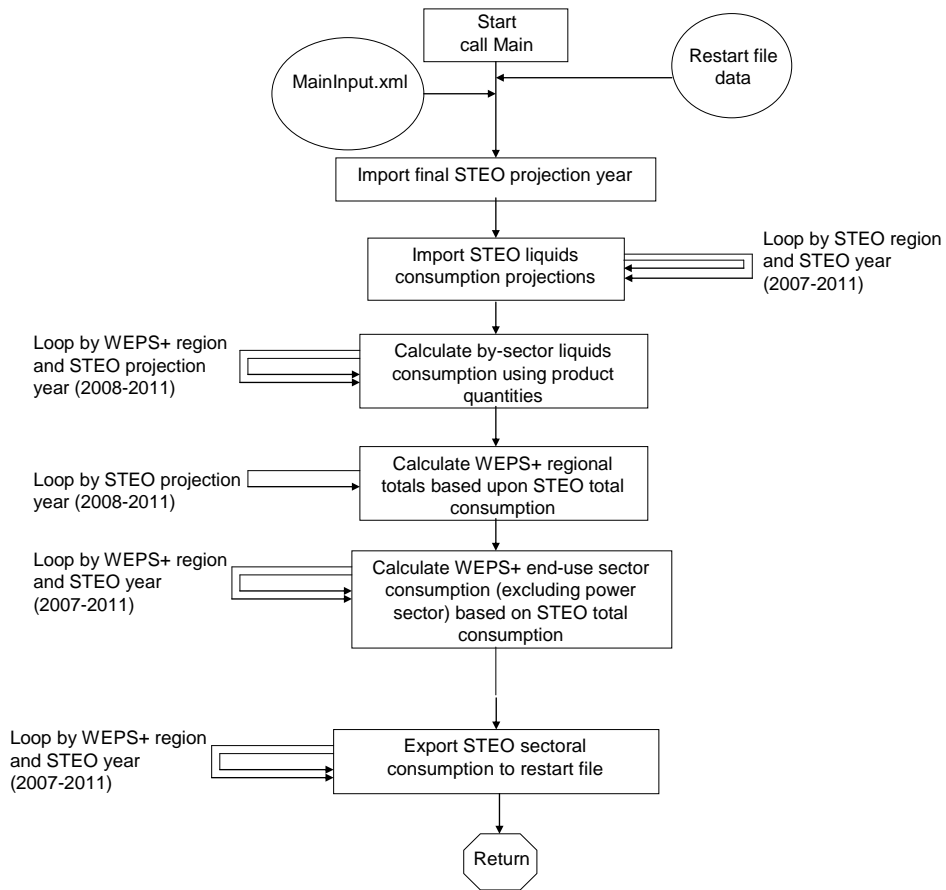 Start
call Main
MainInput.xml
Restart file
data
Import final STEO projection year
Import STEO liquids
consumption projections
Loop by STEO region
and STEO year
(2007-2011)
Loop by WEPS+ region
and STEO projection
year (2008-2011)
Calculate by-sector liquids
consumption using product
quantities
Loop by STEO projection
year (2008-2011)
Calculate WEPS+ regional
totals based upon STEO total
consumption
Loop by WEPS+ region
and STEO year
(2007-2011)
Calculate WEPS+ end-use sector
consumption (excluding power
sector) based on STEO total
consumption
Loop by WEPS+ region
and STEO year
(2007-2011)
Export STEO sectoral
consumption to restart file
Return